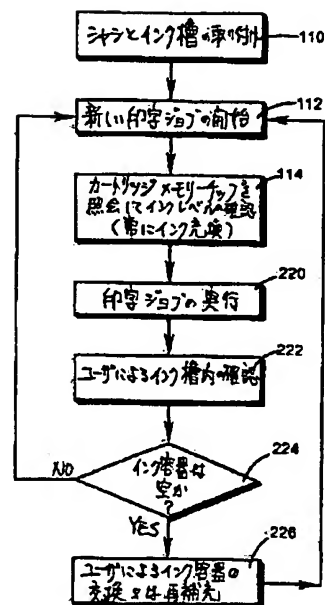 シャシとインク槽の取り付け
110
新しい印字ジョブの開始
112
カートリッジメモリーチップを
照会してインクレベルの確認
(常にインク充填)
114
印字ジョブの実行
220
ユーザによるインク槽内の確認
222
インク容器は
空か
?
224
NO
YES
ユーザによるインク容器の
交換又は再補充
226